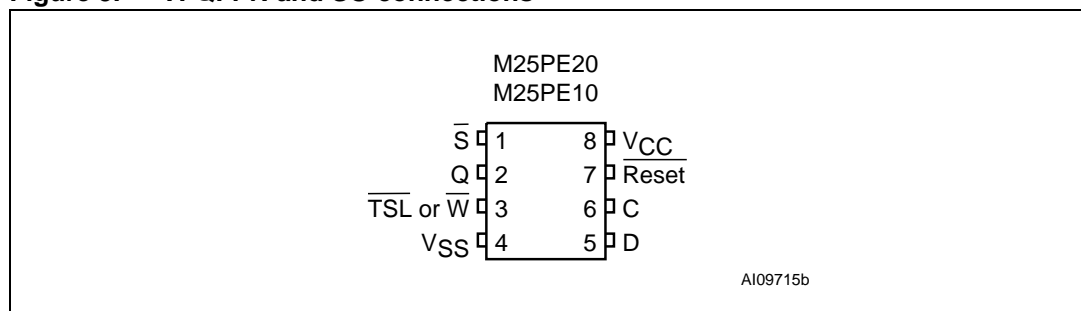 M25PE20
M25PE10
S 1 8 VCC
Q 2 7 Reset
TSL or W 3 6 C
VSS 4 5 D
AI09715b